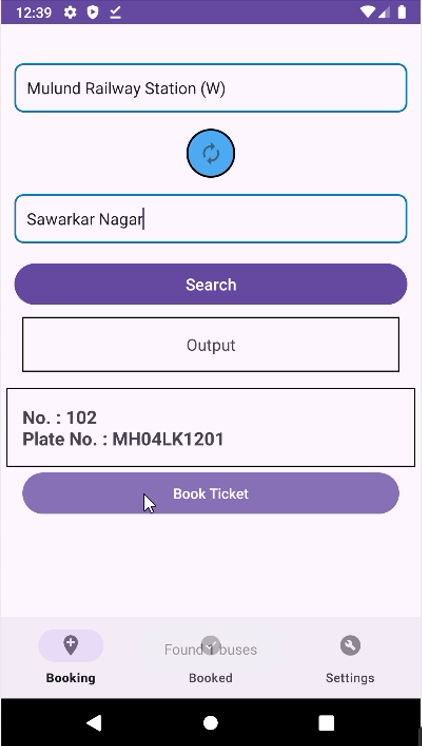 12:39
Mulund Railway Station (W)
Sawarkar Nagar
Search
Output
No. : 102
Plate No. : MH04LK1201
Book Ticket
Found 1 buses
Booking
Booked
Settings